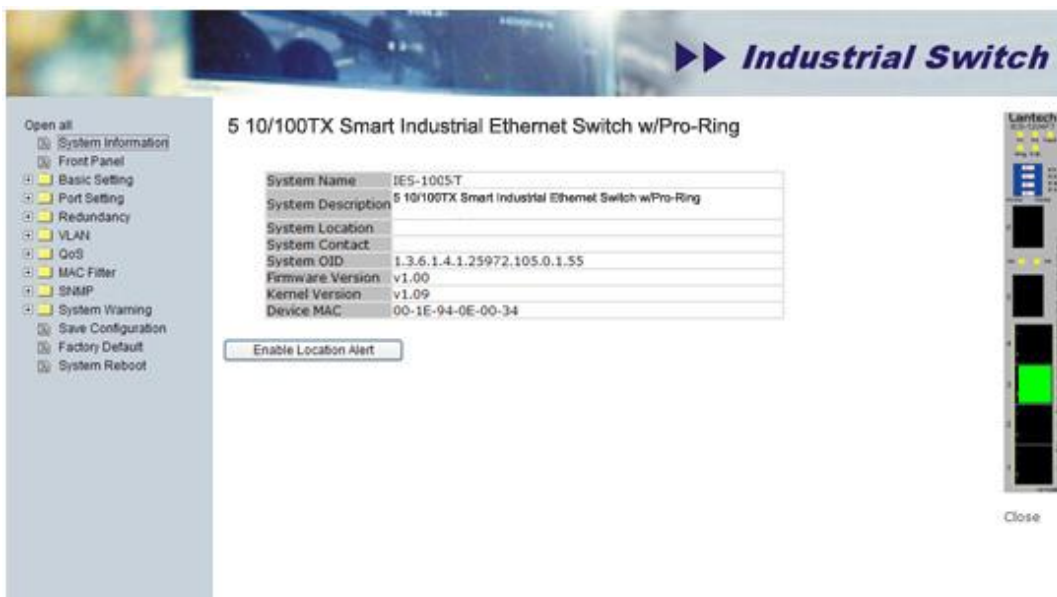 Industrial Switch
Open all
System Information
Front Panel
Basic Setting
Port Setting
Redundancy
VLAN
QoS
MAC Filter
SNMP
System Warning
Save Configuration
Factory Default
System Reboot
5 10/100TX Smart Industrial Ethernet Switch w/Pro-Ring
System Name IES-1005T
System Description 5 10/100TX Smart Industrial Ethernet Switch w/Pro-Ring
System Location
System Contact
System OID 1.3.6.1.4.1.25972.105.0.1.55
Firmware Version v1.00
Kernel Version v1.09
Device MAC 00-1E-94-0E-00-34
Enable Location Alert
Lantech
Close